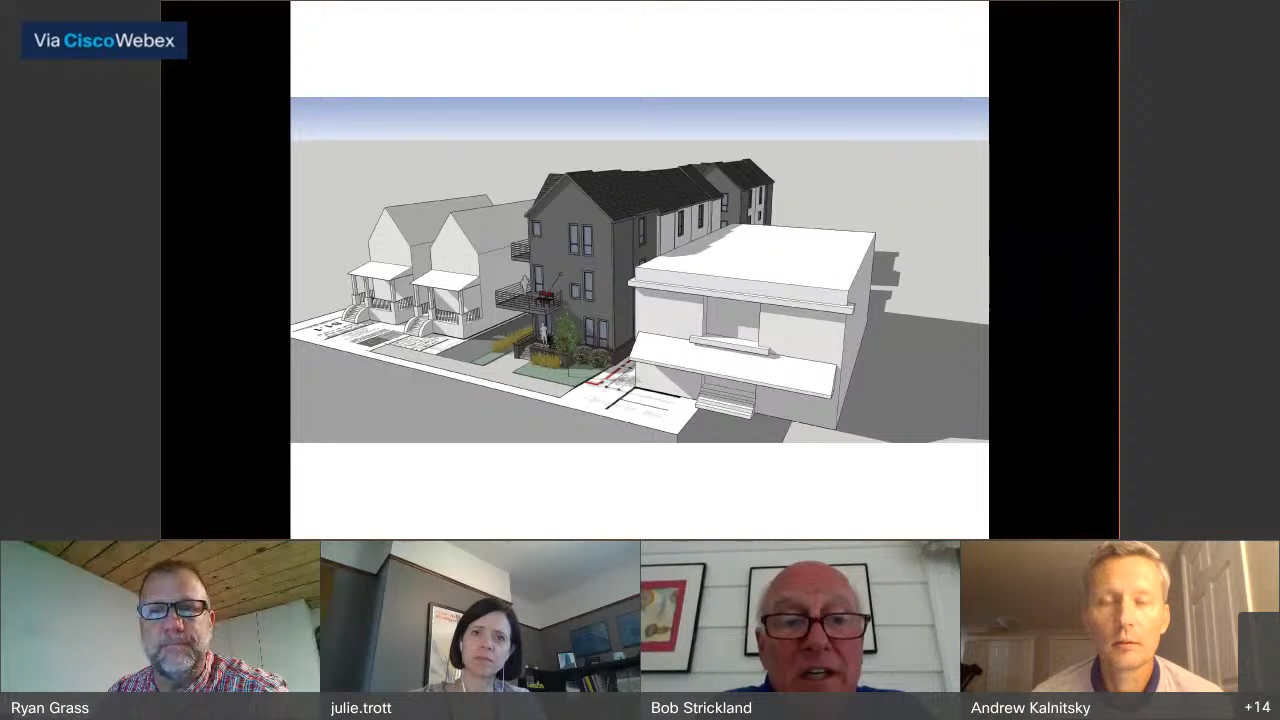 Via CiscoWebex
Ryan Grass
julie.trott
Bob Strickland
Andrew Kalnitsky
+14